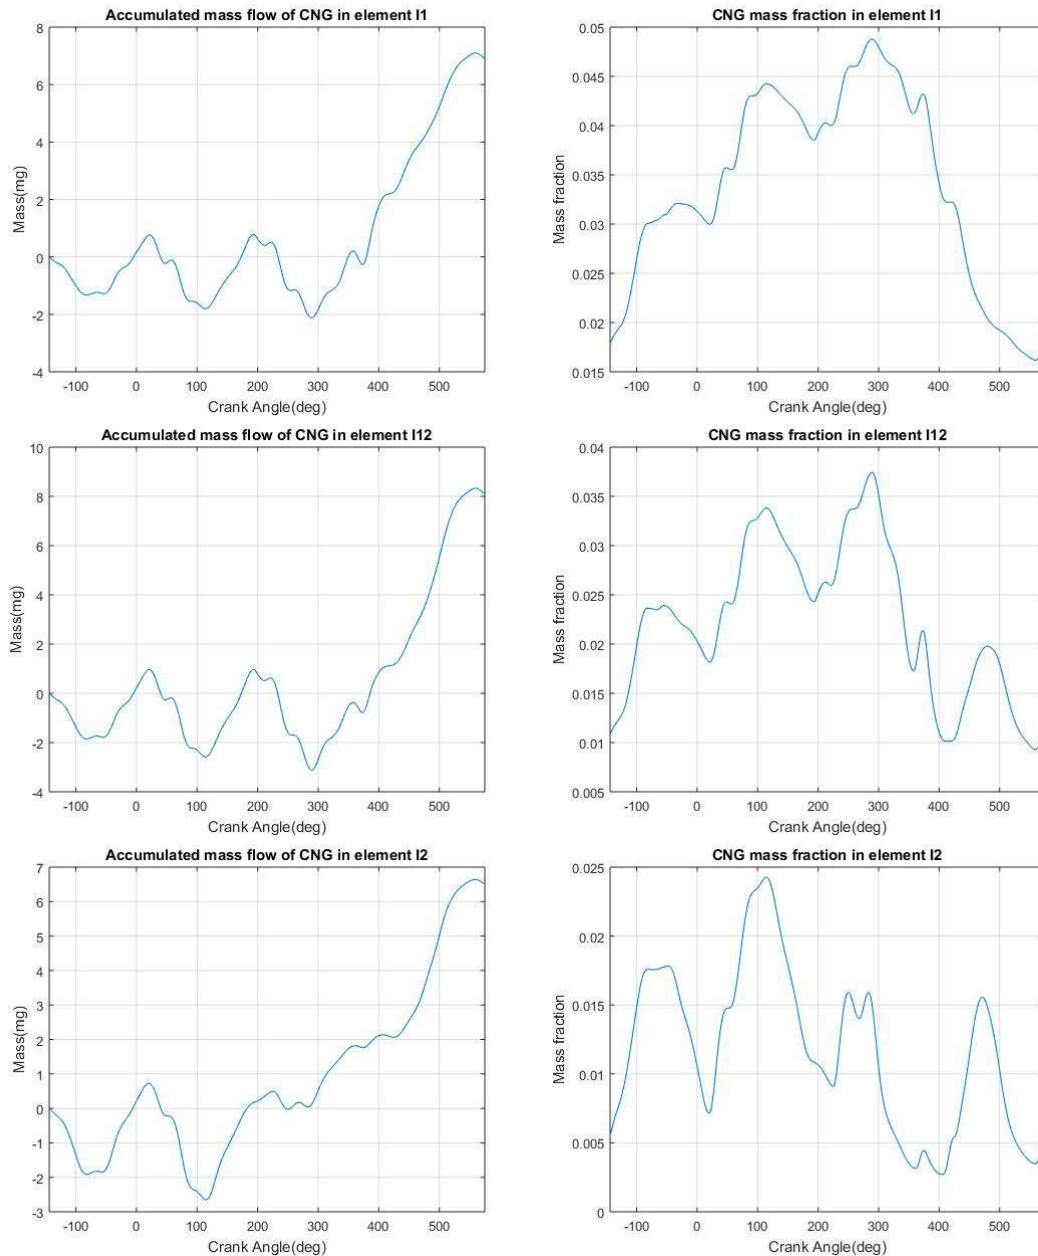 Accumulated mass flow of CNG in element I1
8
6
4
2
0
-2
-4
Mass(mg)
-100 0 100 200 300 400 500
Crank Angle(deg)
CNG mass fraction in element I1
0.05
0.045
0.04
0.035
0.03
0.025
0.02
0.015
Mass fraction
-100 0 100 200 300 400 500
Crank Angle(deg)
Accumulated mass flow of CNG in element I12
10
8
6
4
2
0
-2
-4
Mass(mg)
-100 0 100 200 300 400 500
Crank Angle(deg)
CNG mass fraction in element I12
0.04
0.035
0.03
0.025
0.02
0.015
0.01
0.005
Mass fraction
-100 0 100 200 300 400 500
Crank Angle(deg)
Accumulated mass flow of CNG in element I2
7
6
5
4
3
2
1
0
-1
-2
-3
Mass(mg)
-100 0 100 200 300 400 500
Crank Angle(deg)
CNG mass fraction in element I2
0.025
0.02
0.015
0.01
0.005
0
Mass fraction
-100 0 100 200 300 400 500
Crank Angle(deg)